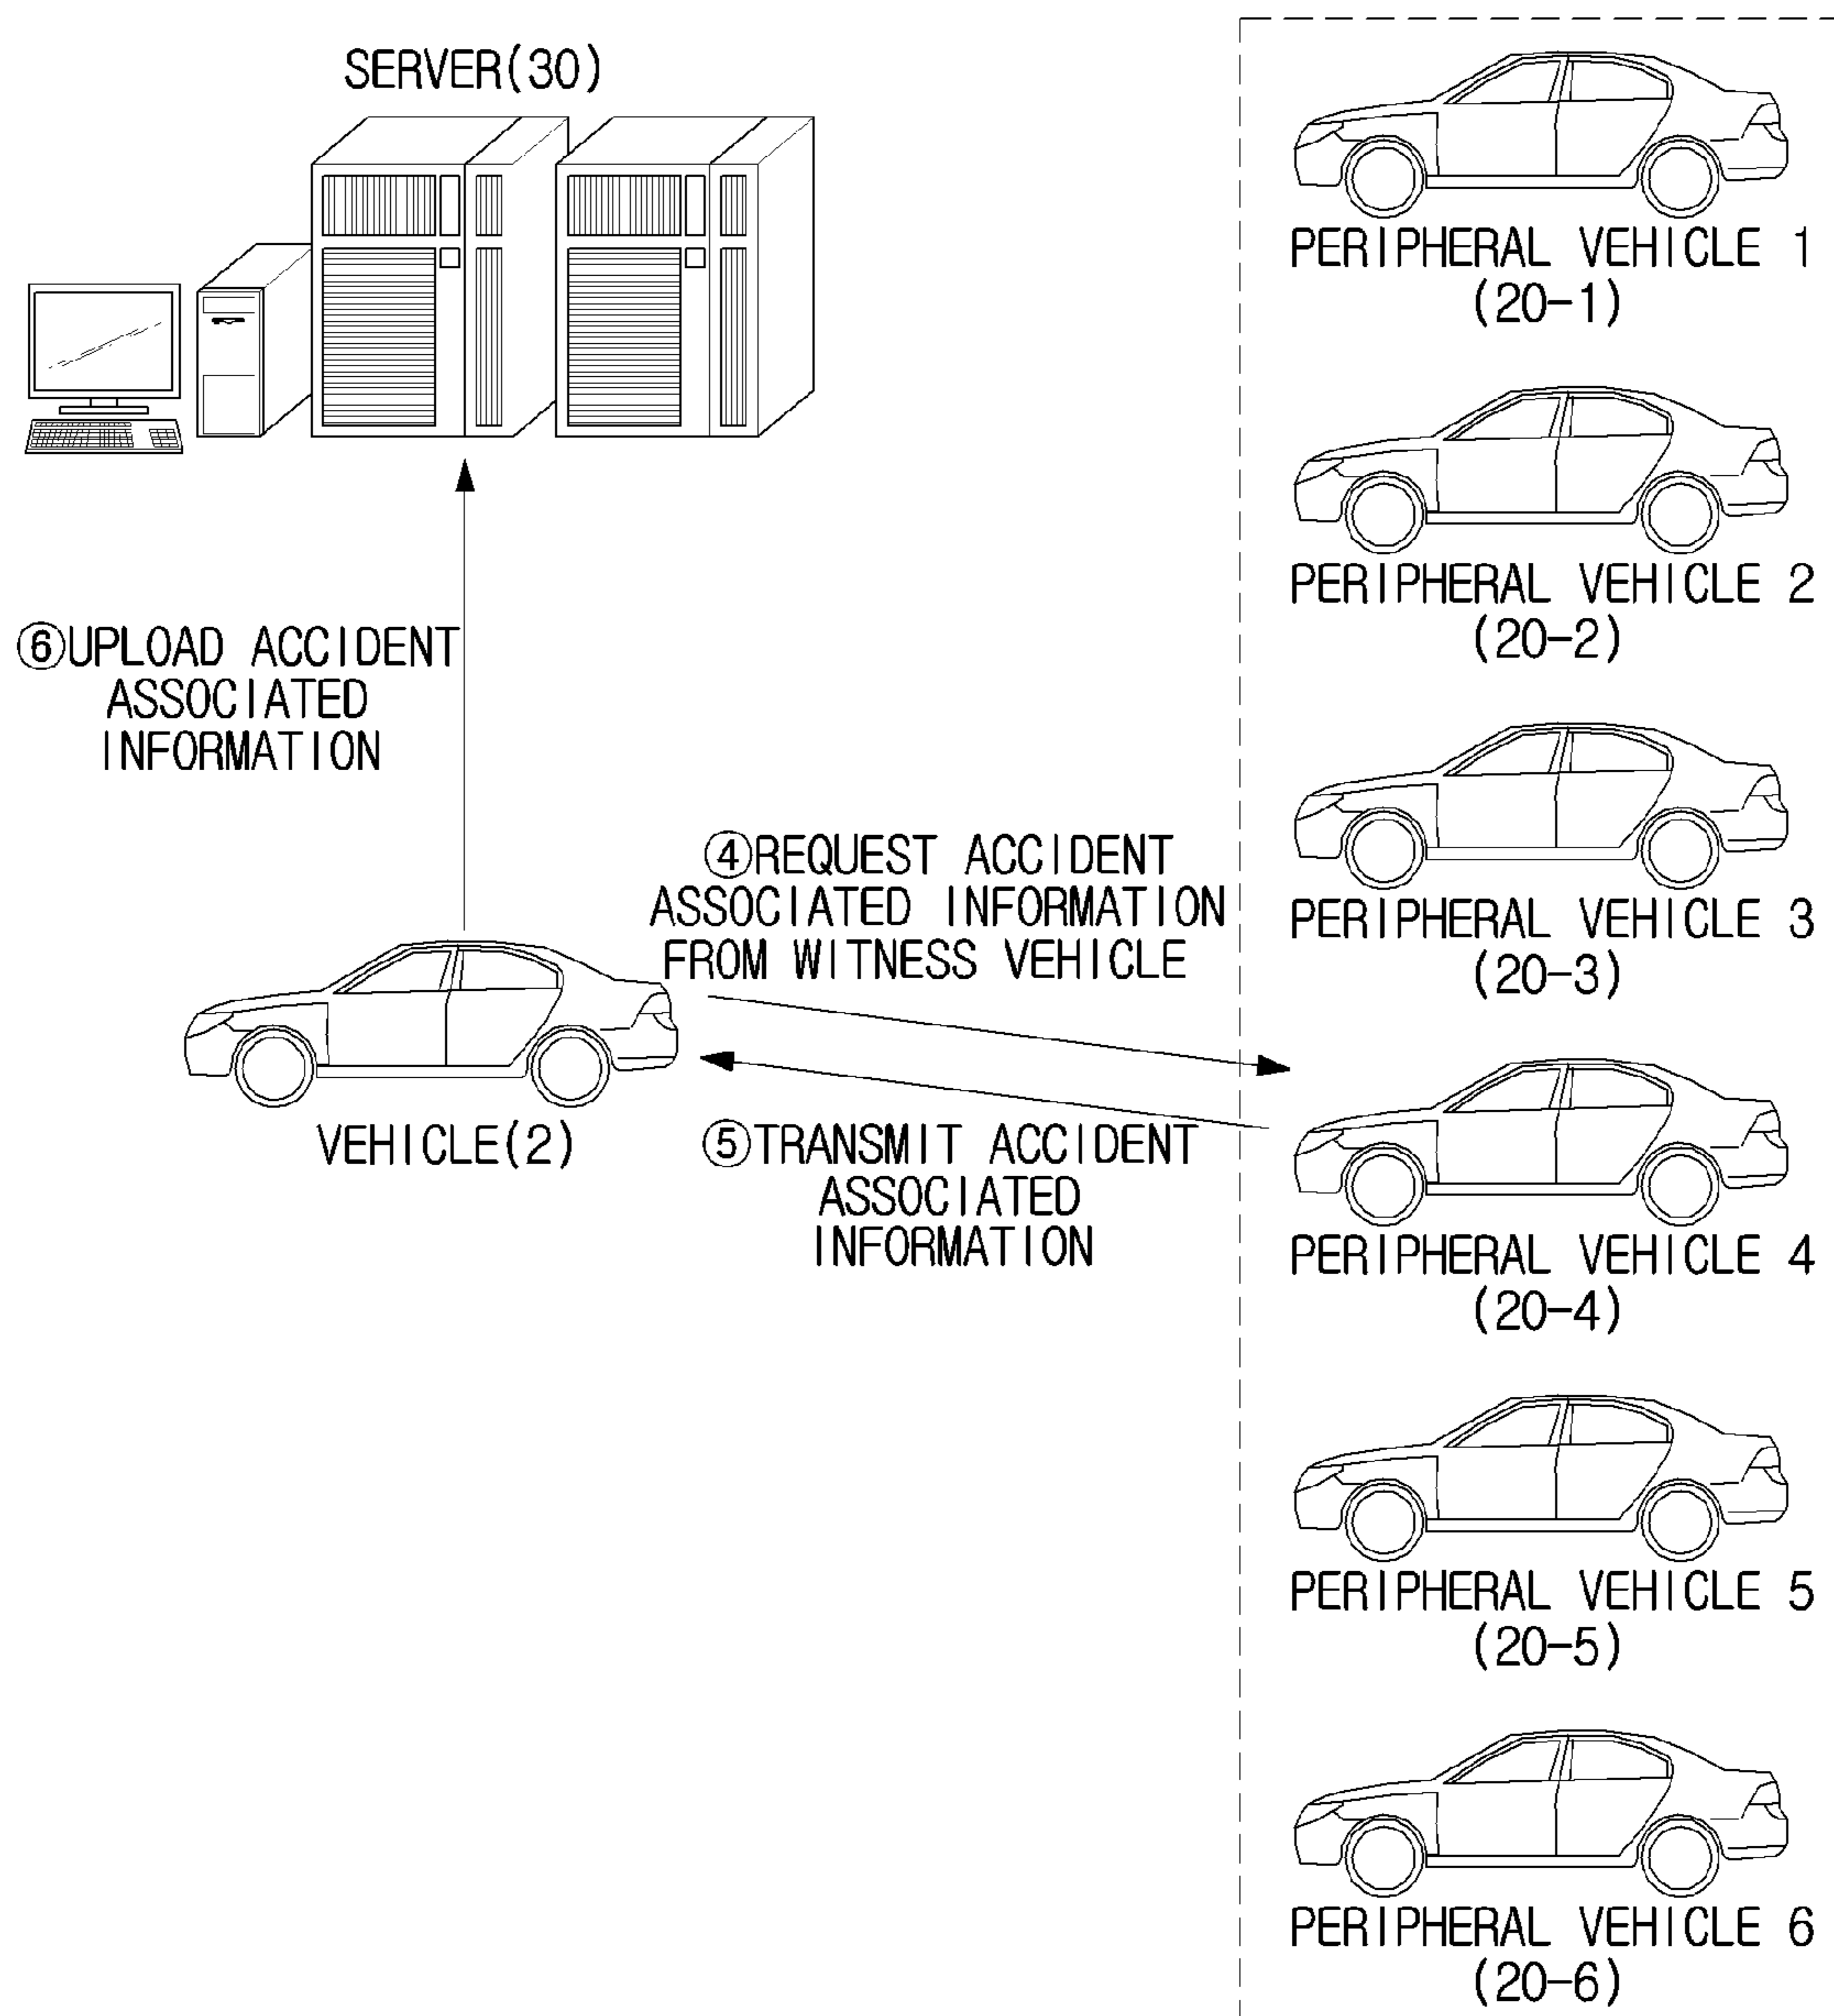 SERVER(30)
⑥UPLOAD ACCIDENT
ASSOCIATED
INFORMATION
④REQUEST ACCIDENT
ASSOCIATED INFORMATION
FROM WITNESS VEHICLE
VEHICLE(2)
⑤TRANSMIT ACCIDENT
ASSOCIATED
INFORMATION
PERIPHERAL VEHICLE 1
(20-1)
PERIPHERAL VEHICLE 2
(20-2)
PERIPHERAL VEHICLE 3
(20-3)
PERIPHERAL VEHICLE 4
(20-4)
PERIPHERAL VEHICLE 5
(20-5)
PERIPHERAL VEHICLE 6
(20-6)